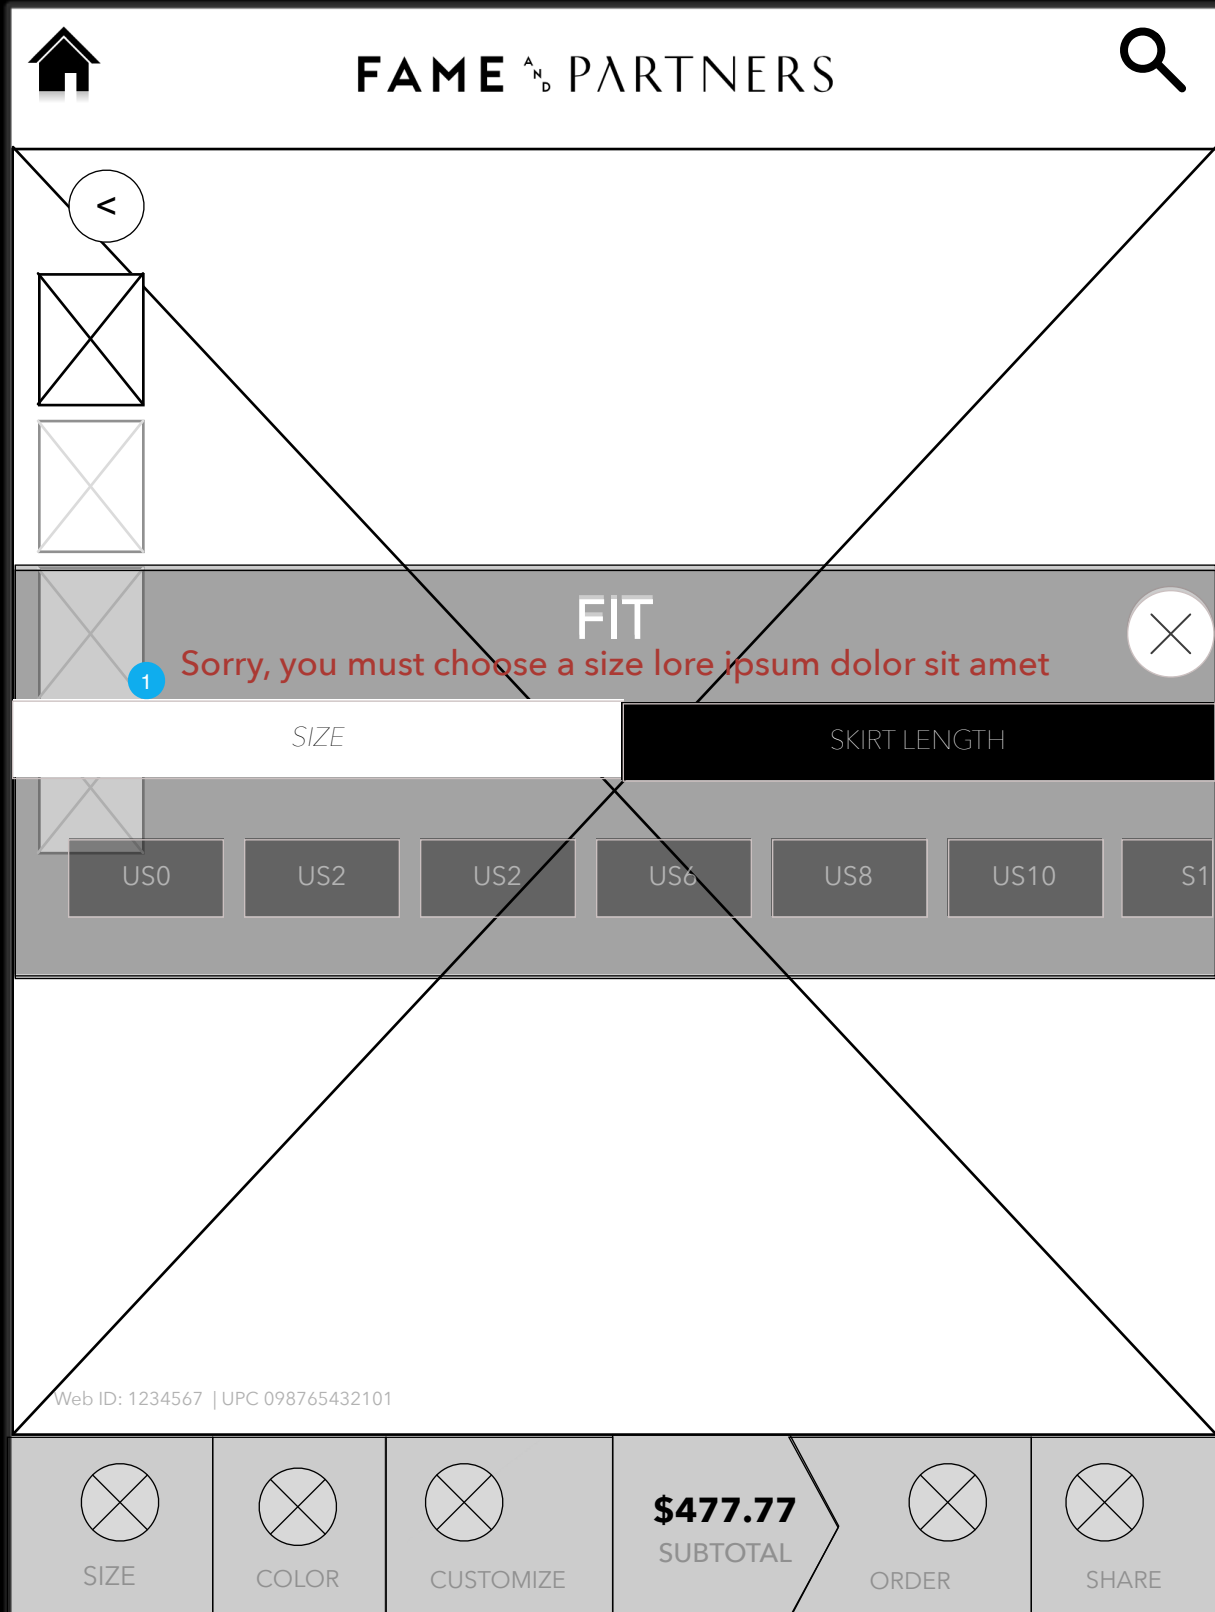 FAME AND PARTNERS
<
FIT
Sorry, you must choose a size lore ipsum dolor sit amet
1
SIZE
SKIRT LENGTH
US0 US2 US2 US6 US8 US10 S1
Web ID: 1234567 | UPC 098765432101
$477.77
SUBTOTAL
SIZE COLOR CUSTOMIZE ORDER SHARE